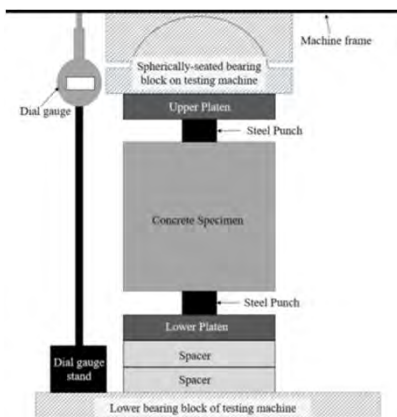 Machine frame
Spherically-seated bearing
block on testing machine
Dial gauge
Upper Platen
Steel Punch
Concrete Specimen
Steel Punch
Lower Platen
Dial gauge
stand
Spacer
Spacer
Lower bearing block of testing machine